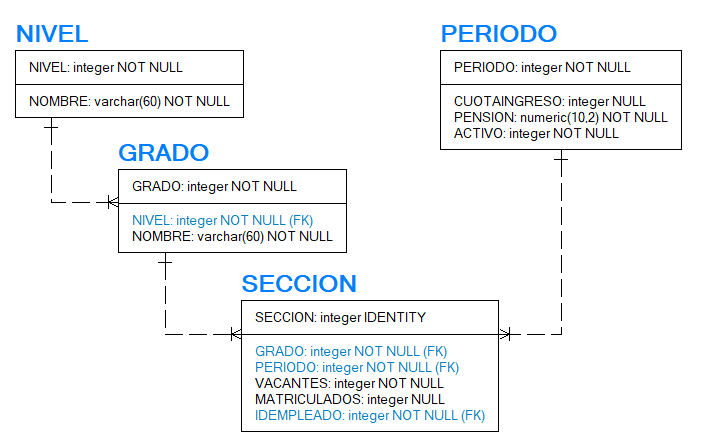 NIVEL
NIVEL: integer NOT NULL
NOMBRE: varchar(60) NOT NULL
PERIODO
PERIODO: integer NOT NULL
CUOTAINGRESO: integer NULL
PENSION: numeric(10,2) NOT NULL
ACTIVO: integer NOT NULL
GRADO
GRADO: integer NOT NULL
NIVEL: integer NOT NULL (FK)
NOMBRE: varchar(60) NOT NULL
SECCION
SECCION: integer IDENTITY
GRADO: integer NOT NULL (FK)
PERIODO: integer NOT NULL (FK)
VACANTES: integer NOT NULL
MATRICULADOS: integer NULL
IDEMPLEADO: integer NOT NULL (FK)